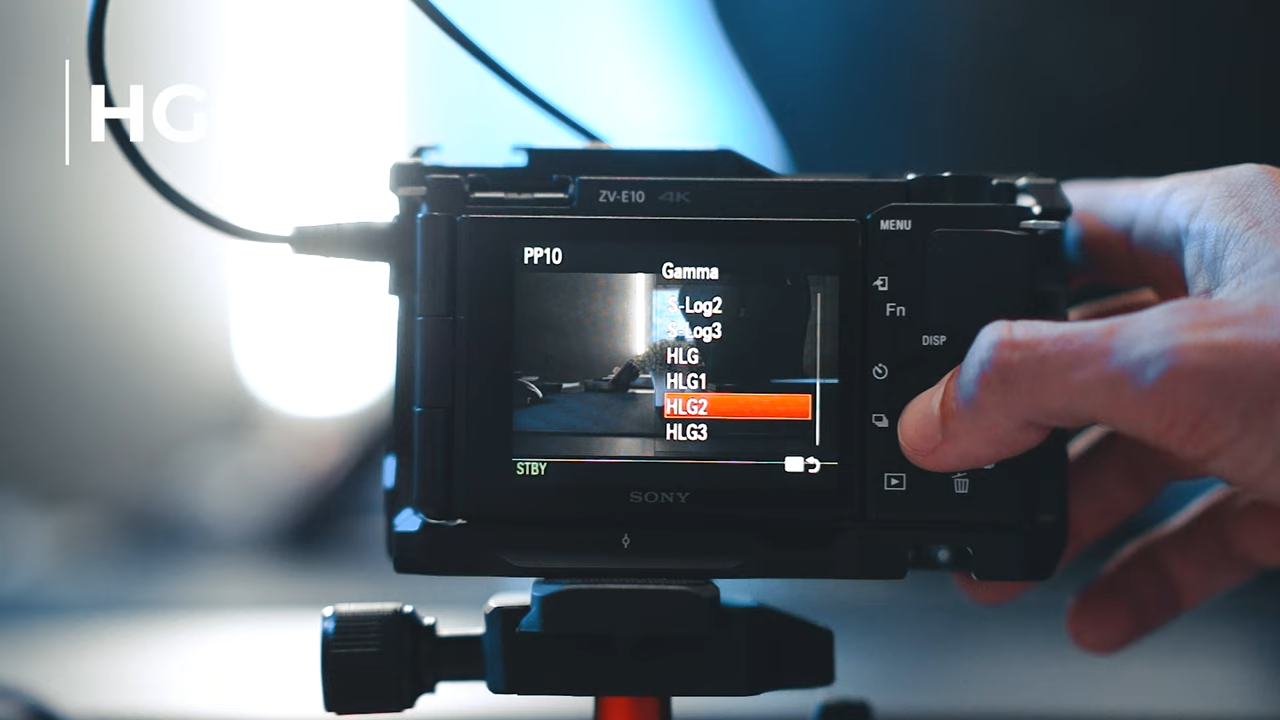 HG
ZV-E10 4K
MENU
PP10
Gamma
S-Log2
S-Log3
HLG
HLG1
HLG2
HLG3
STBY
Fn
DISP
SONY